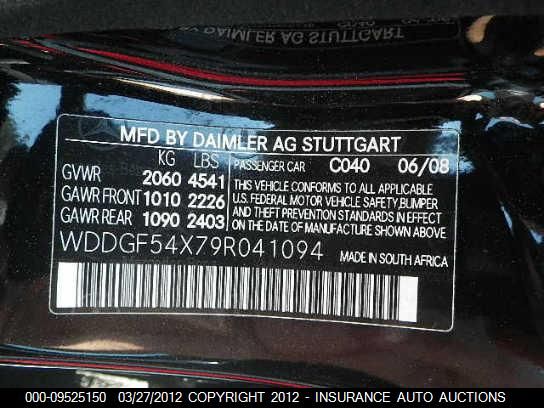 MFD BY DAIMLER AG STUTTGART
KG LBS PASSENGER CAR C040 06/08
GVWR 2060 4541 THIS VEHICLE CONFORMS TO ALL APPLICABLE
GAWR FRONT 1010 2226 U.S. FEDERAL MOTOR VEHICLE SAFETY, BUMPER
GAWR REAR 1090 2403 AND THEFT PREVENTION STANDARDS IN EFFECT
ON THE DATE OF MANUFACTURE SHOWN ABOVE
WDDGF54X79R041094 MADE IN SOUTH AFRICA
000-09525150 03/27/2012 COPYRIGHT 2012 - INSURANCE AUTO AUCTIONS